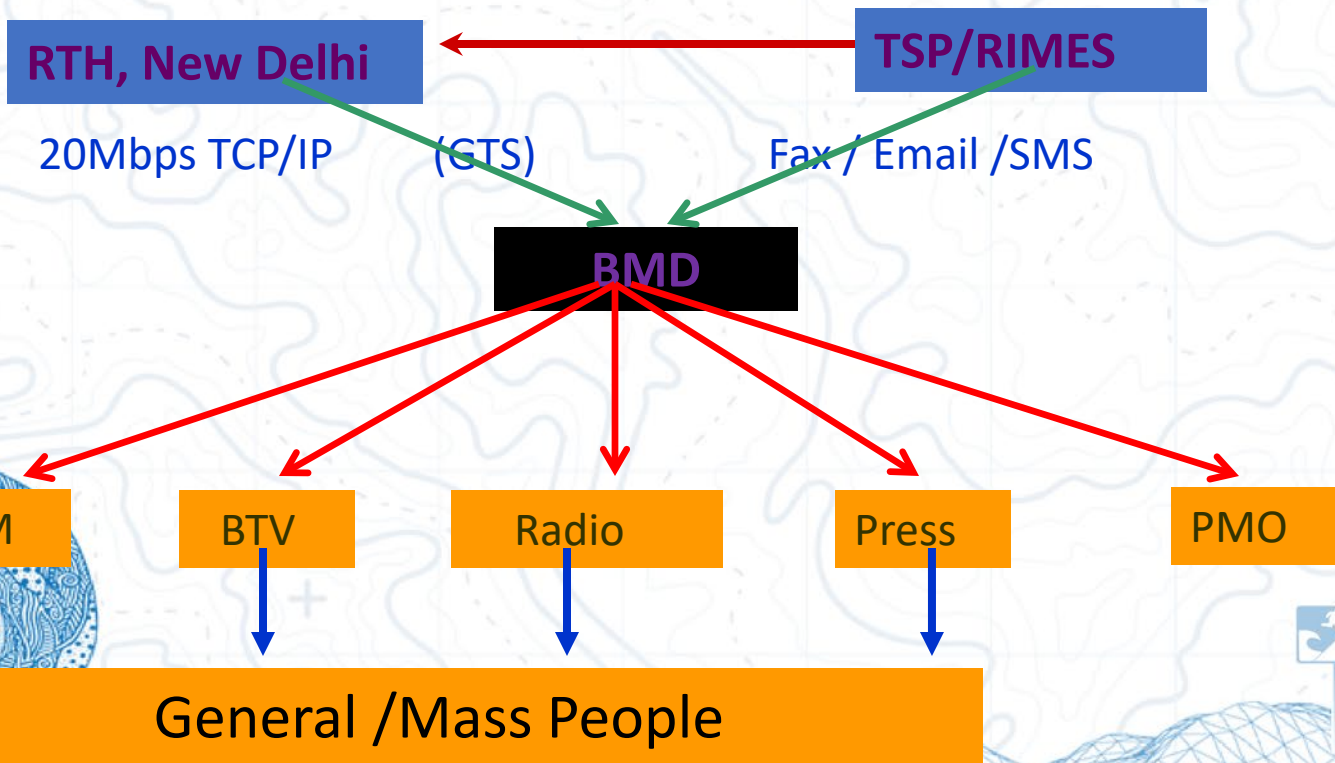 RTH, New Delhi
TSP/RIMES
20Mbps TCP/IP (GTS)
Fax / Email /SMS
BMD
BTV
Radio
Press
PMO
General /Mass People